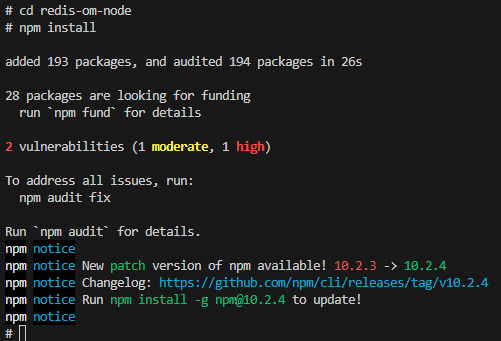 # cd redis-om-node
# npm install
added 193 packages, and audited 194 packages in 26s
28 packages are looking for funding
  run `npm fund` for details
2 vulnerabilities (1 moderate, 1 high)
To address all issues, run:
  npm audit fix
Run `npm audit` for details.
npm notice
npm notice New patch version of npm available! 10.2.3 -> 10.2.4
npm notice Changelog: https://github.com/npm/cli/releases/tag/v10.2.4
npm notice Run npm install -g npm@10.2.4 to update!
npm notice
#